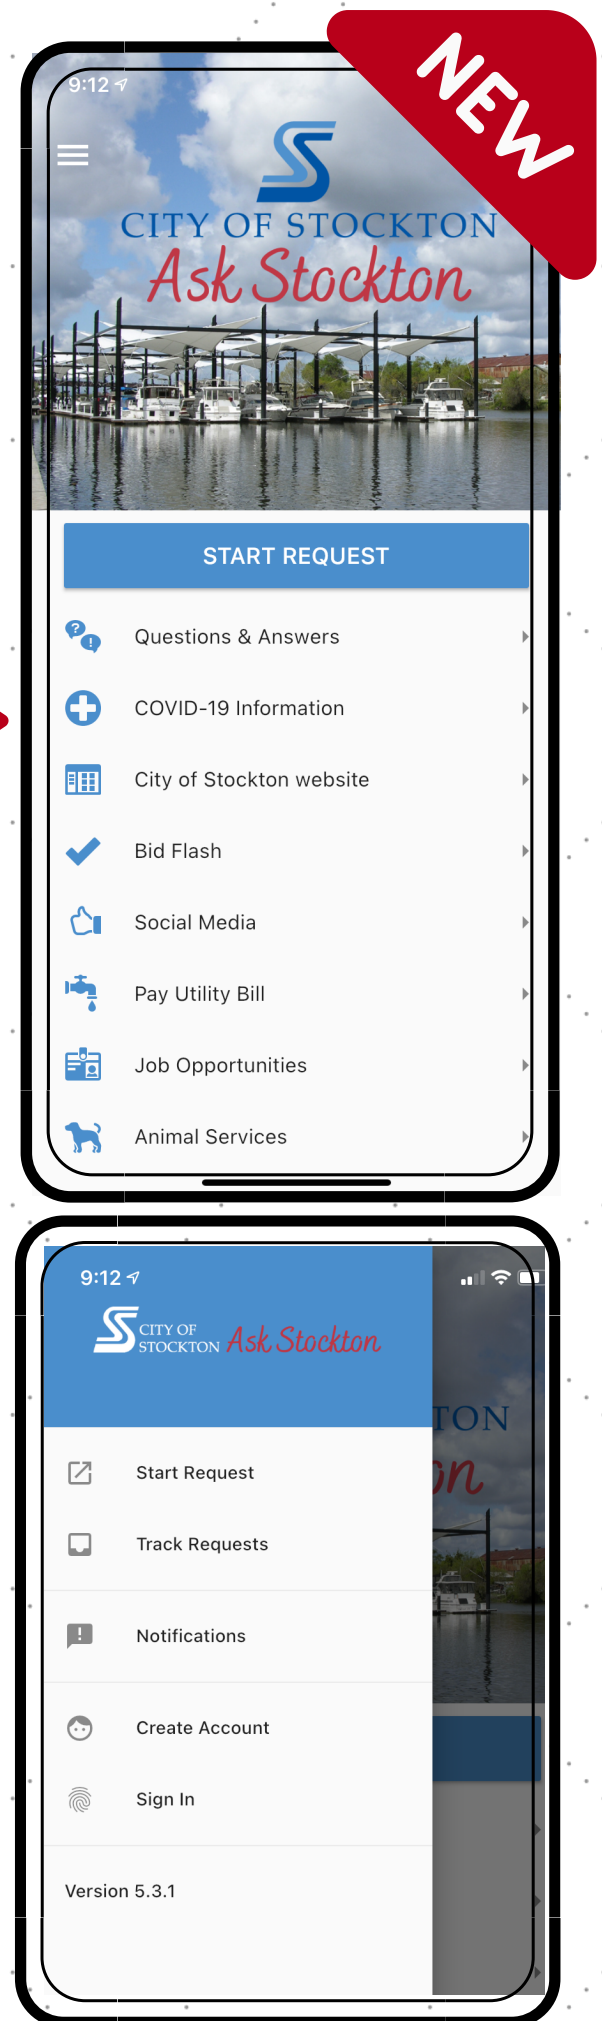 NEW
9:12
CITY OF STOCKTON
Ask Stockton
START REQUEST
Questions & Answers
COVID-19 Information
City of Stockton website
Bid Flash
Social Media
Pay Utility Bill
Job Opportunities
Animal Services
9:12
CITY OF
STOCKTON Ask Stockton
TON
on
Start Request
Track Requests
Notifications
Create Account
Sign In
Version 5.3.1